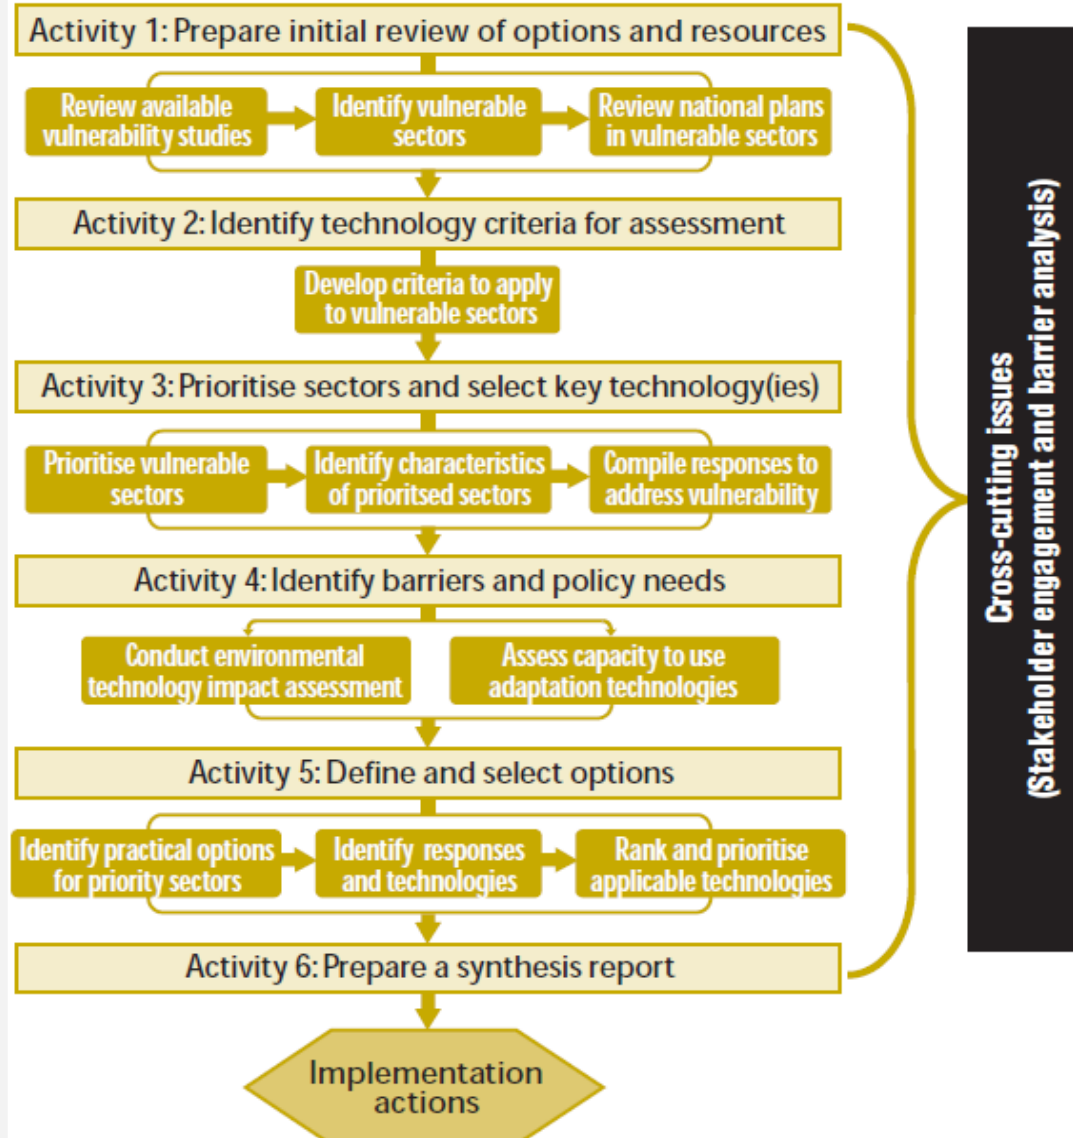 Activity 1: Prepare initial review of options and resources
Review available
vulnerability studies
Identify vulnerable
sectors
Review national plans
in vulnerable sectors
Activity 2: Identify technology criteria for assessment
Develop criteria to apply
to vulnerable sectors
Activity 3: Prioritise sectors and select key technology(ies)
Prioritise vulnerable
sectors
Identify characteristics
of prioritsed sectors
Compile responses to
address vulnerability
Activity 4: Identify barriers and policy needs
Conduct environmental
technology impact assessment
Assess capacity to use
adaptation technologies
Activity 5: Define and select options
Identify practical options
for priority sectors
Identify responses
and technologies
Rank and prioritise
applicable technologies
Activity 6: Prepare a synthesis report
Implementation
actions
Cross-cutting issues
(Stakeholder engagement and barrier analysis)